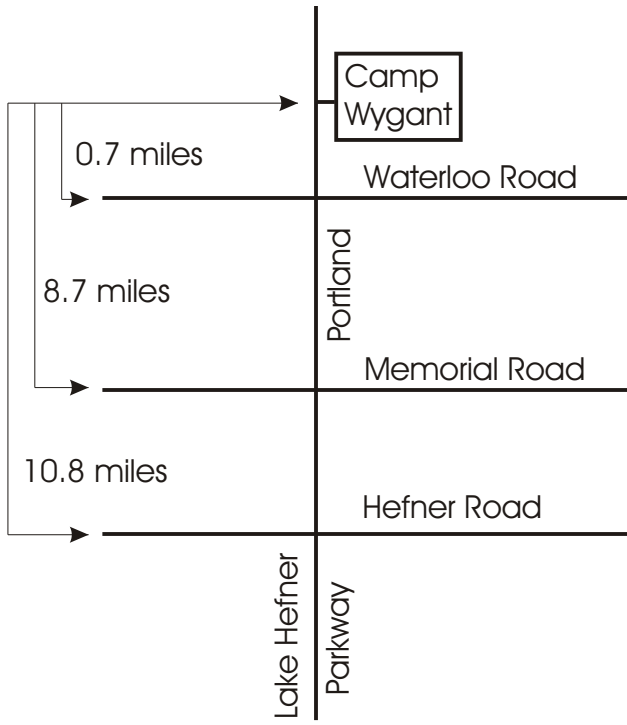 Camp
Wygant
0.7 miles
Waterloo Road
Portland
8.7 miles
Memorial Road
10.8 miles
Hefner Road
Lake Hefner
Parkway